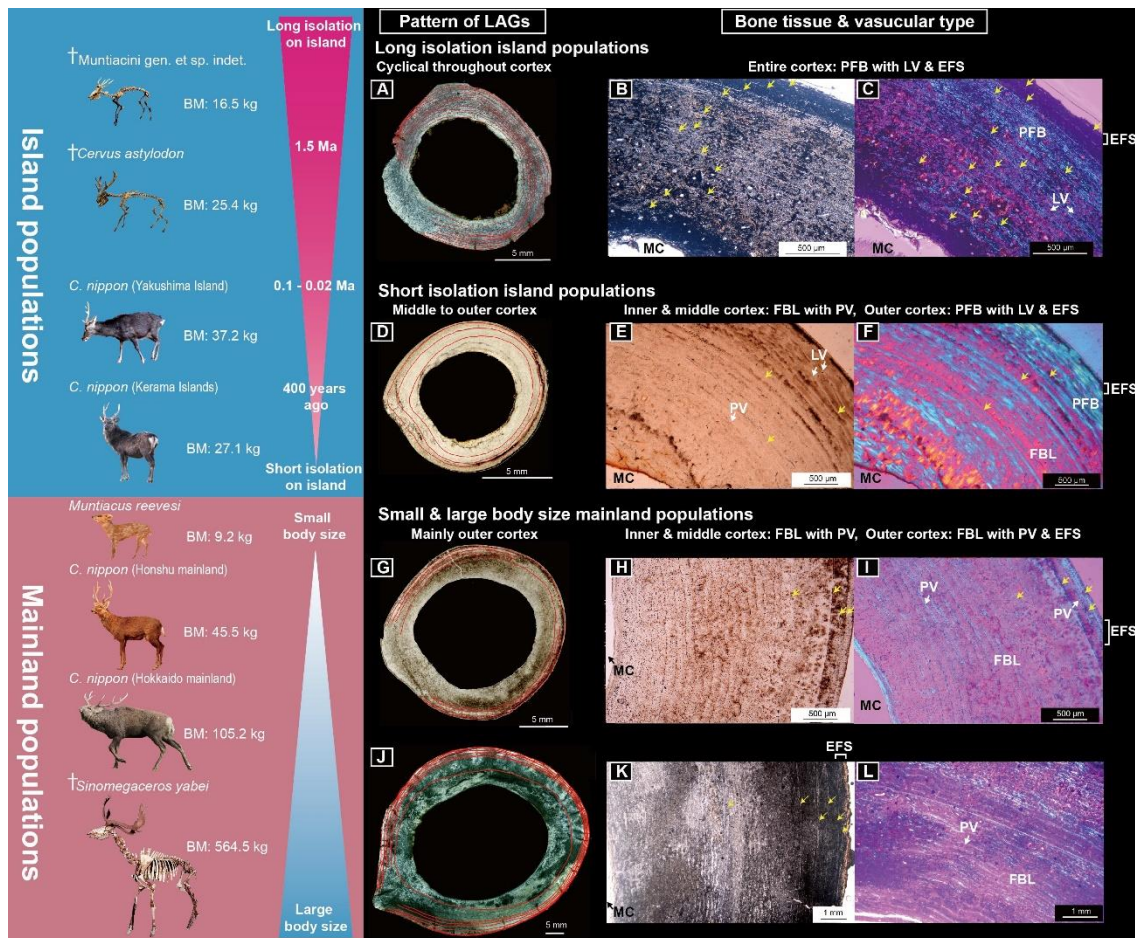 Island populations
Long isolation
on island
†Muntiacini gen. et sp. indet.
BM: 16.5 kg
1.5 Ma
†Cervus astylodon
BM: 25.4 kg
C. nippon (Yakushima Island)
0.1 - 0.02 Ma
BM: 37.2 kg
C. nippon (Kerama Islands)
400 years
ago
BM: 27.1 kg
Short isolation
on island
Mainland populations
Muntiacus reevesi
Small
body size
BM: 9.2 kg
C. nippon (Honshu mainland)
BM: 45.5 kg
C. nippon (Hokkaido mainland)
BM: 105.2 kg
†Sinomegaceros yabei
BM: 564.5 kg
Large
body size
Pattern of LAGs
Bone tissue & vasucular type
Long isolation island populations
Cyclical throughout cortex
Entire cortex: PFB with LV & EFS
A
5 mm
B
MC
500 µm
C
PFB
EFS
LV
MC
500 µm
Short isolation island populations
Middle to outer cortex
Inner & middle cortex: FBL with PV, Outer cortex: PFB with LV & EFS
D
5 mm
E
LV
PV
MC
500 µm
F
EFS
PFB
FBL
MC
500 µm
Small & large body size mainland populations
Mainly outer cortex
Inner & middle cortex: FBL with PV, Outer cortex: FBL with PV & EFS
G
5 mm
H
MC
500 µm
I
PV
PV
EFS
FBL
MC
500 µm
J
5 mm
EFS
K
MC
1 mm
L
PV
FBL
1 mm